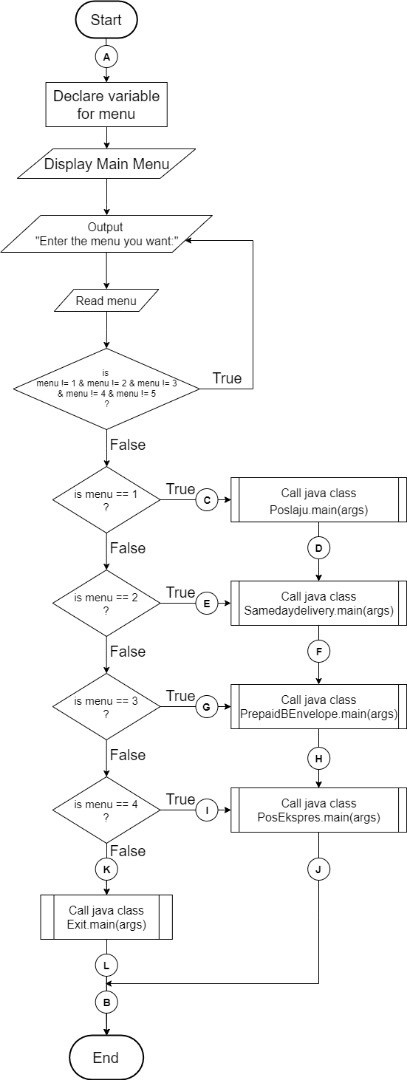 Start
A
Declare variable
for menu
Display Main Menu
Output
"Enter the menu you want:"
Read menu
is
menu != 1 & menu != 2 & menu != 3
& menu != 4 & menu != 5
?
True
False
is menu == 1
?
True
C
Call java class
Poslaju.main(args)
D
False
is menu == 2
?
True
E
Call java class
Samedaydelivery.main(args)
F
False
is menu == 3
?
True
G
Call java class
PrepaidBEnvelope.main(args)
H
False
is menu == 4
?
True
I
Call java class
PosEkspres.main(args)
False
K
J
Call java class
Exit.main(args)
L
B
End